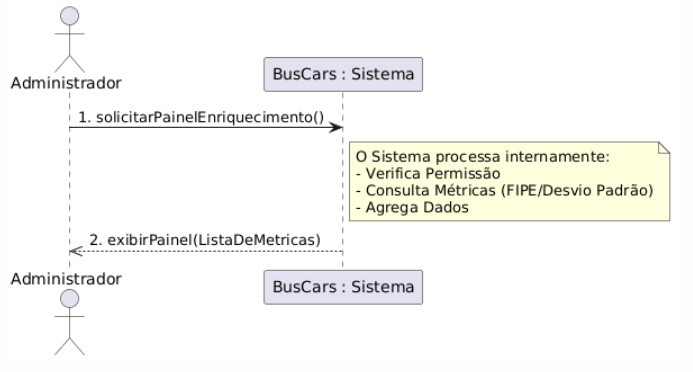 Administrador
BusCars : Sistema
1. solicitarPainelEnriquecimento()
O Sistema processa internamente:
- Verifica Permissão
- Consulta Métricas (FIPE/Desvio Padrão)
- Agrega Dados
2. exibirPainel(ListaDeMetricas)
Administrador
BusCars : Sistema